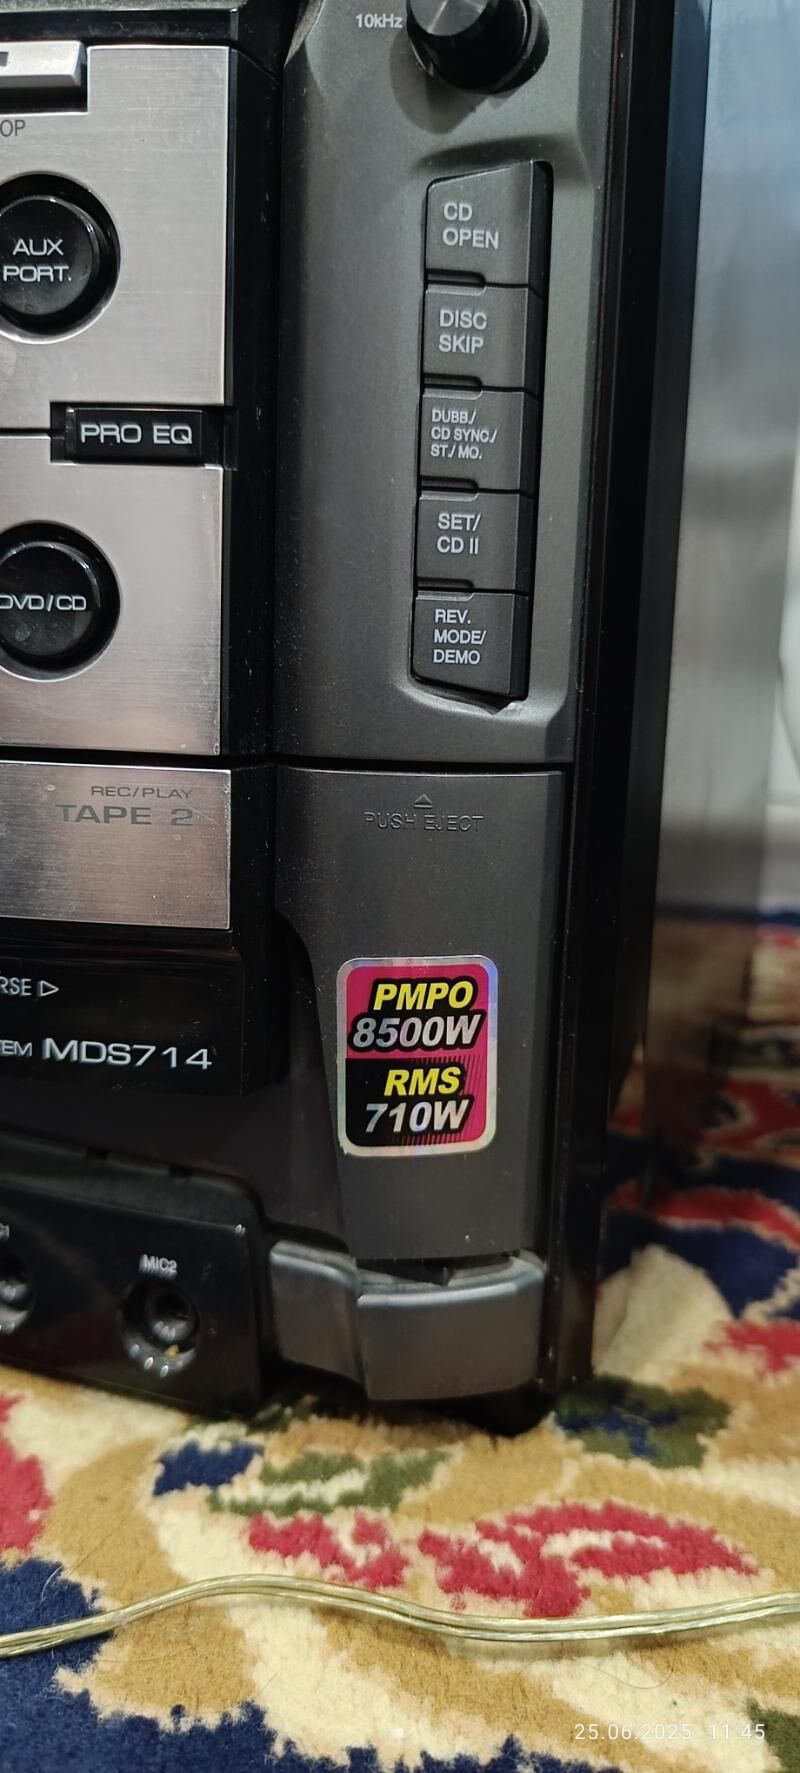 10kHz
OP
CD
OPEN
AUX
PORT.
DISC
SKIP
DUBB./
CD SYNC./
ST./MO.
PRO EQ
SET/
CD II
DVD/CD
REV.
MODE/
DEMO
REC/PLAY
TAPE 2
PUSH EJECT
RSE
TEM MDS714
PMPO
8500W
RMS
710W
MIC2
25.06.2025 11:45